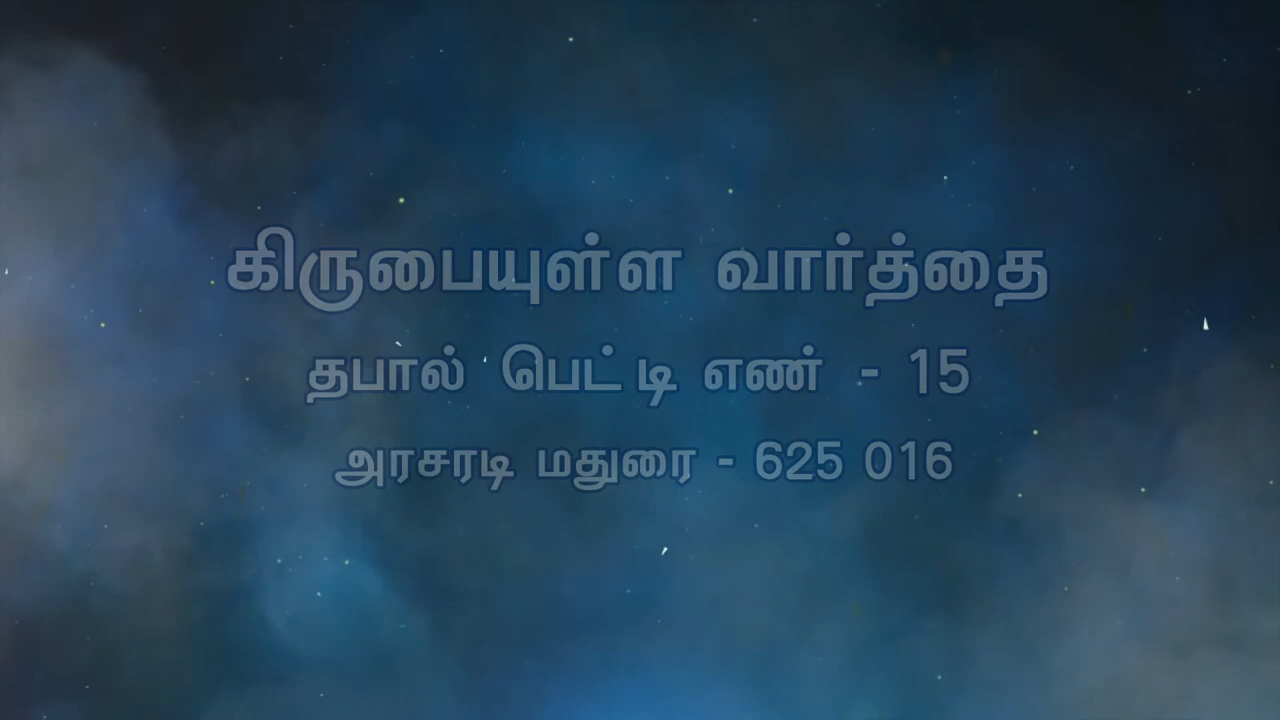 கிருபையுள்ள வார்த்தை
தபால் பெட்டி எண் - 15
அரசரடி மதுரை - 625 016